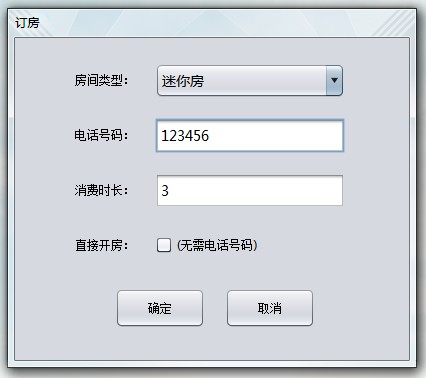 订房
房间类型： 迷你房
电话号码： 123456
消费时长： 3
直接开房： (无需电话号码)
确定 取消